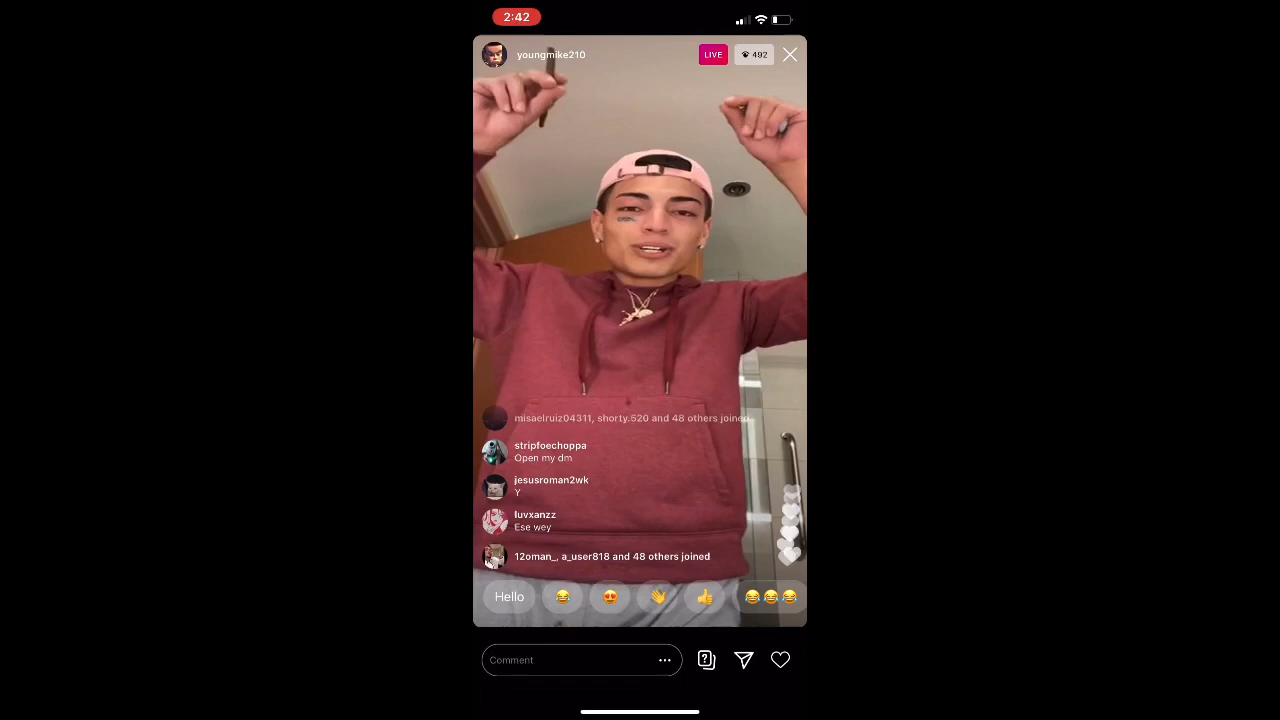 2:42
youngmike210
LIVE
492
misaelruiz04311, shorty.520 and 48 others joined
stripfoechoppa
Open my dm
jesusroman2wk
Y
luvxanzz
Ese wey
12oman_, a_user818 and 48 others joined
Hello
Comment